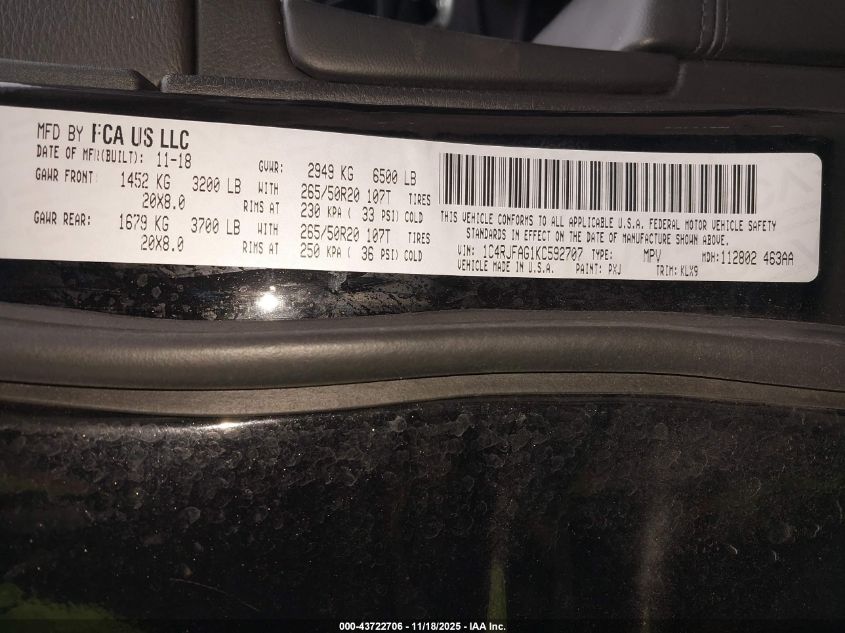 MFD BY FCA US LLC
DATE OF MFR(BUILT): 11-18 GVWR: 2949 KG 6500 LB
GAWR FRONT: 1452 KG 3200 LB WITH 265/50R20 107T TIRES
20X8.0 RIMS AT 230 KPA ( 33 PSI) COLD
GAWR REAR: 1679 KG 3700 LB WITH 265/50R20 107T TIRES
20X8.0 RIMS AT 250 KPA ( 36 PSI) COLD
THIS VEHICLE CONFORMS TO ALL APPLICABLE U.S.A. FEDERAL MOTOR VEHICLE SAFETY
STANDARDS IN EFFECT ON THE DATE OF MANUFACTURE SHOWN ABOVE.
VIN: 1C4RJFAG1KC592707 TYPE: MPV MDH:112802 463AA
VEHICLE MADE IN U.S.A. PAINT: PXJ TRIM: KLX9
000-43722706 - 11/18/2025 - IAA Inc.